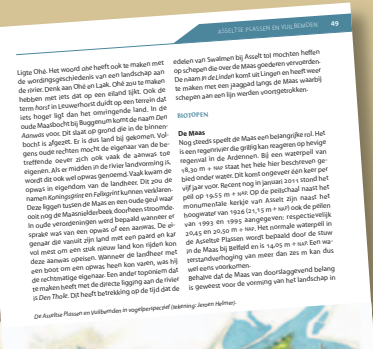 ASSELTSE PLASSEN EN VUILBEMDEN 49
Ligte Ohé. Het woord ohé heeft ook te maken met
de wordingsgeschiedenis van een landschap aan
de rivier. Denk aan Ohé en Laak. Ohé zou te maken
hebben met iets dat op een eiland lijkt. Ook de
term horst in Leuwerhorst duidt op een terrein dat
iets hoger ligt dan het omringende land. In de
oude Maasbocht bij Buggenum komt de naam Den
Aanwas voor. Dit slaat op grond die in de binnen-
bocht is afgezet. Er is dus land bij gekomen. Vol-
gens oude rechten mocht de eigenaar van de be-
treffende oever zich ook vaak de aanwas toe
eigenen. Als er midden in de rivier landvorming is,
wordt dit ook wel opwas genoemd. Vaak kwam de
opwas in eigendom van de landheer. Dit zou de
namen Koningsgrint en Felixgrint kunnen verklaren.
Deze liggen tussen de Maas en een oude geul waar
ooit nog de Maasnielderbeek doorheen stroomde.
In oude verordeningen werd bepaald wanneer er
sprake was van een opwas of een aanwas. De ei-
genaar die vanuit zijn land met een paard en kar
vol mest om een stuk nieuw land kon rijden kon
deze aanwas opeisen. Wanneer de landheer met
een boot om een opwas heen kon varen, was hij
de rechtmatige eigenaar. Een ander toponiem dat
te maken heeft met de directe ligging aan de rivier
is Den Thole. Dit heeft betrekking op de tijd dat de
edelen van Swalmen bij Asselt tol mochten heffen
op schepen die over de Maas goederen vervoerden.
De naam In de Linden komt uit Lingen en heeft weer
te maken met een jaagpad langs de Maas waarbij
schepen aan een lijn werden voortgetrokken.
BIOTOPEN
De Maas
Nog steeds speelt de Maas een belangrijke rol. Het
is een regenrivier die grillig kan reageren op hevige
regenval in de Ardennen. Bij een waterpeil van
18,30 m + NAP staat het hele hier beschreven ge-
bied onder water. Dit komt ongeveer één keer per
vijf jaar voor. Recent nog in januari 2011 stond het
peil op 19,55 m + NAP. Op de peilschaal naast het
monumentale kerkje van Asselt zijn naast het
hoogwater van 1926 (21,15 m + NAP) ook de peilen
van 1993 en 1995 aangegeven: respectievelijk
20,45 en 20,50 m + NAP. Het normale waterpeil in
de Asseltse Plassen wordt bepaald door de stuw
in de Maas bij Belfeld en is 14,05 m + NAP. Een wa-
terstandverhoging van meer dan zes m kan dus
wel eens voorkomen.
Behalve dat de Maas van doorslaggevend belang
is geweest voor de vorming van het landschap in
De Asseltse Plassen en Vuilbemden in vogelperspectief (tekening: Jeroen Helmer).